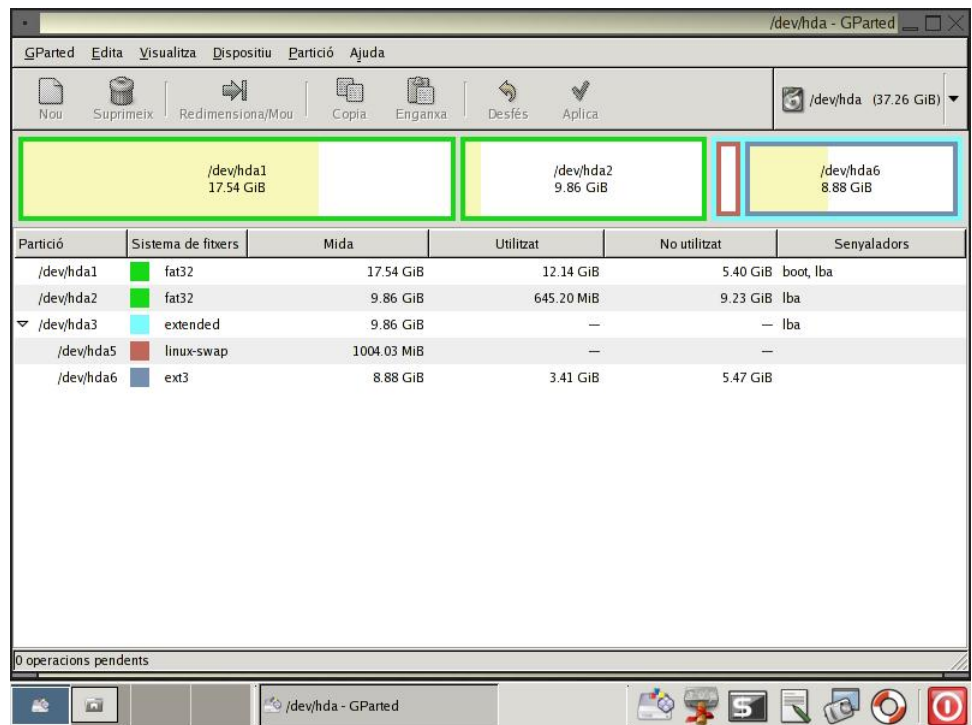 /dev/hda - GParted
GParted Edita Visualitza Dispositiu Partició Ajuda
Nou Suprimeix Redimensiona/Mou Copia Enganxa Desfés Aplica /dev/hda (37.26 GiB)
/dev/hda1
17.54 GiB
/dev/hda2
9.86 GiB
/dev/hda6
8.88 GiB
Partició Sistema de fitxers Mida Utilitzat No utilitzat Senyaladors
/dev/hda1 fat32 17.54 GiB 12.14 GiB 5.40 GiB boot, lba
/dev/hda2 fat32 9.86 GiB 645.20 MiB 9.23 GiB lba
/dev/hda3 extended 9.86 GiB — — lba
/dev/hda5 linux-swap 1004.03 MiB — —
/dev/hda6 ext3 8.88 GiB 3.41 GiB 5.47 GiB
0 operacions pendents
/dev/hda - GParted